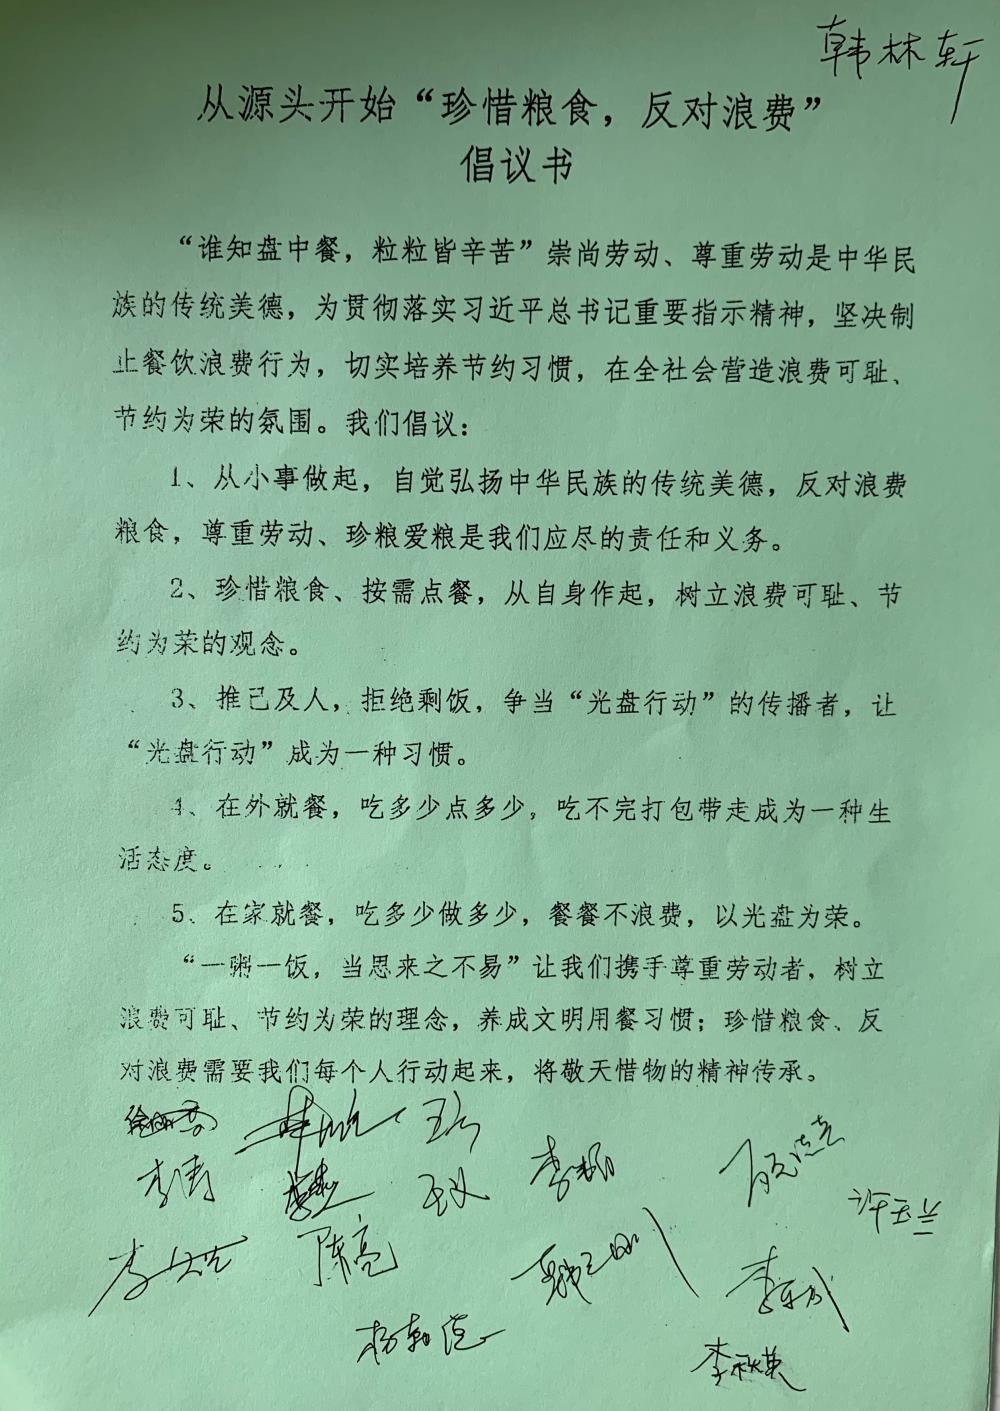 韩林轩
从源头开始“珍惜粮食，反对浪费”
倡议书
“谁知盘中餐，粒粒皆辛苦”崇尚劳动、尊重劳动是中华民
族的传统美德，为贯彻落实习近平总书记重要指示精神，坚决制
止餐饮浪费行为，切实培养节约习惯，在全社会营造浪费可耻、
节约为荣的氛围。我们倡议：
1、从小事做起，自觉弘扬中华民族的传统美德，反对浪费
粮食，尊重劳动、珍粮爱粮是我们应尽的责任和义务。
2、珍惜粮食、按需点餐，从自身作起，树立浪费可耻、节
约为荣的观念。
3、推己及人，拒绝剩饭，争当“光盘行动”的传播者，让
“光盘行动”成为一种习惯。
4、在外就餐，吃多少点多少，吃不完打包带走成为一种生
活态度。
5、在家就餐，吃多少做多少，餐餐不浪费，以光盘为荣。
“一粥一饭，当思来之不易”让我们携手尊重劳动者，树立
浪费可耻、节约为荣的理念，养成文明用餐习惯；珍惜粮食、反
对浪费需要我们每个人行动起来，将敬天惜物的精神传承。
李涛
许玉兰
陈亮
李秋英